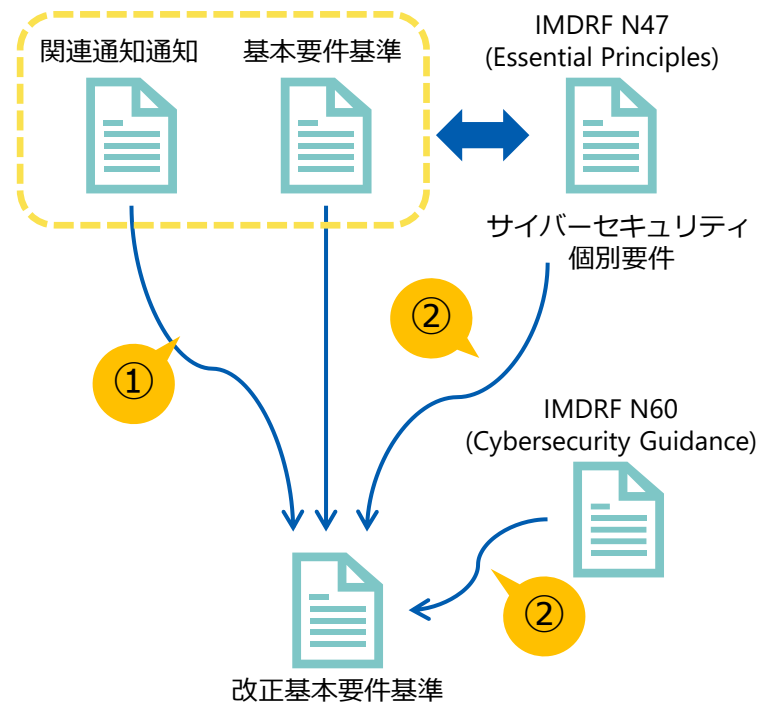 関連通知通知
基本要件基準
IMDRF N47
(Essential Principles)
サイバーセキュリティ
個別要件
②
①
IMDRF N60
(Cybersecurity Guidance)
②
改正基本要件基準